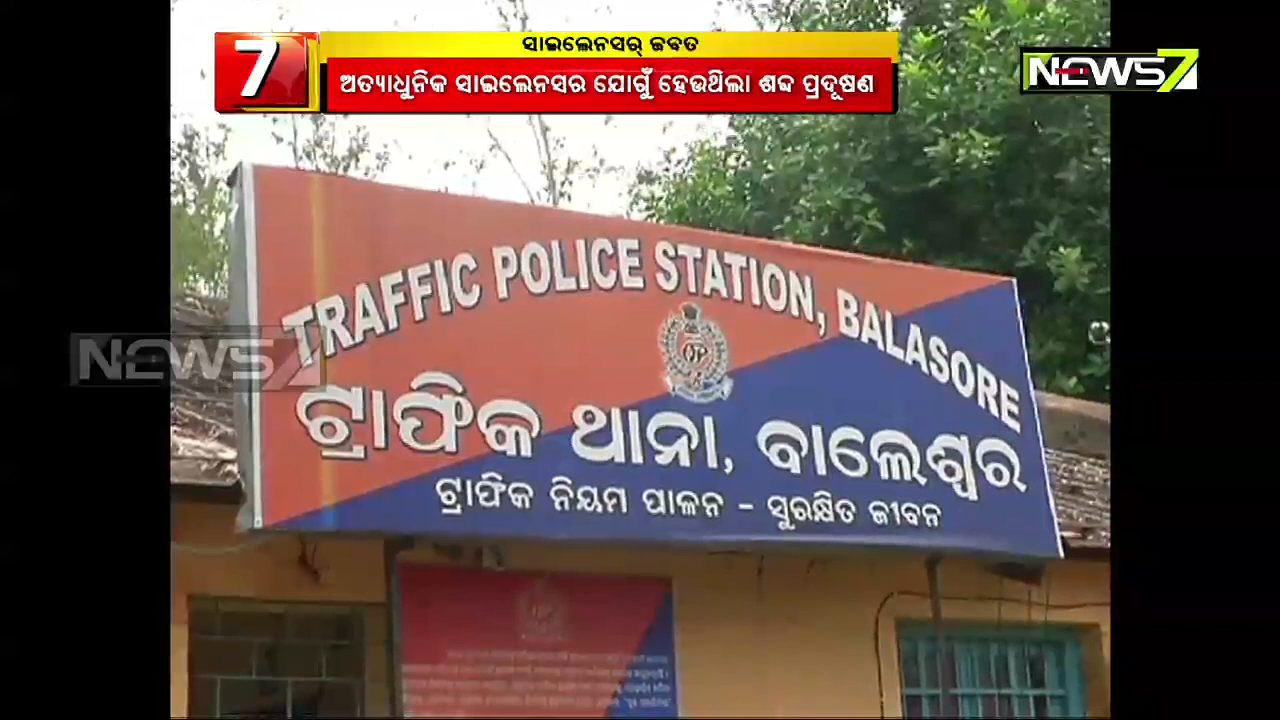 7
ସାଇଲେନସର୍ ଜବତ
ଅତ୍ୟାଧୁନିକ ସାଇଲେନସର ଯୋଗୁଁ ହେଉଥିଲା ଶବ୍ଦ ପ୍ରଦୂଷଣ
NEWS7
TRAFFIC POLICE STATION, BALASORE
OP
NEWS7
ଟ୍ରାଫିକ ଥାନା, ବାଲେଶ୍ୱର
ଟ୍ରାଫିକ ନିୟମ ପାଳନ - ସୁରକ୍ଷିତ ଜୀବନ